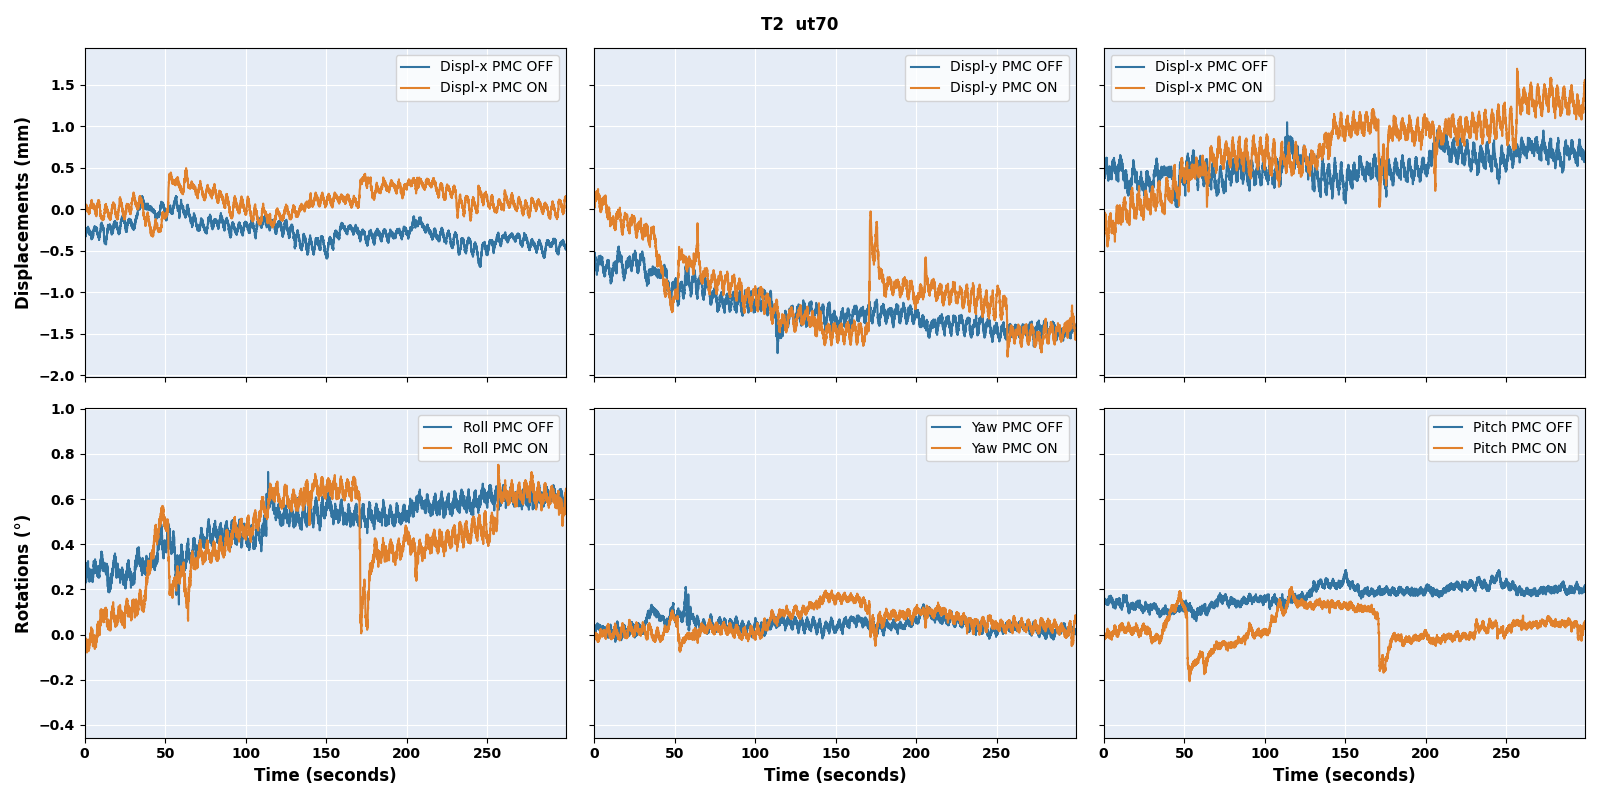 T2 ut70
Displacements (mm)
1.5
1.0
0.5
0.0
−0.5
−1.0
−1.5
−2.0
Displ-x PMC OFF
Displ-x PMC ON
Displ-y PMC OFF
Displ-y PMC ON
Displ-x PMC OFF
Displ-x PMC ON
Rotations (°)
1.0
0.8
0.6
0.4
0.2
0.0
−0.2
−0.4
Roll PMC OFF
Roll PMC ON
Yaw PMC OFF
Yaw PMC ON
Pitch PMC OFF
Pitch PMC ON
0 50 100 150 200 250
0 50 100 150 200 250
0 50 100 150 200 250
Time (seconds)
Time (seconds)
Time (seconds)